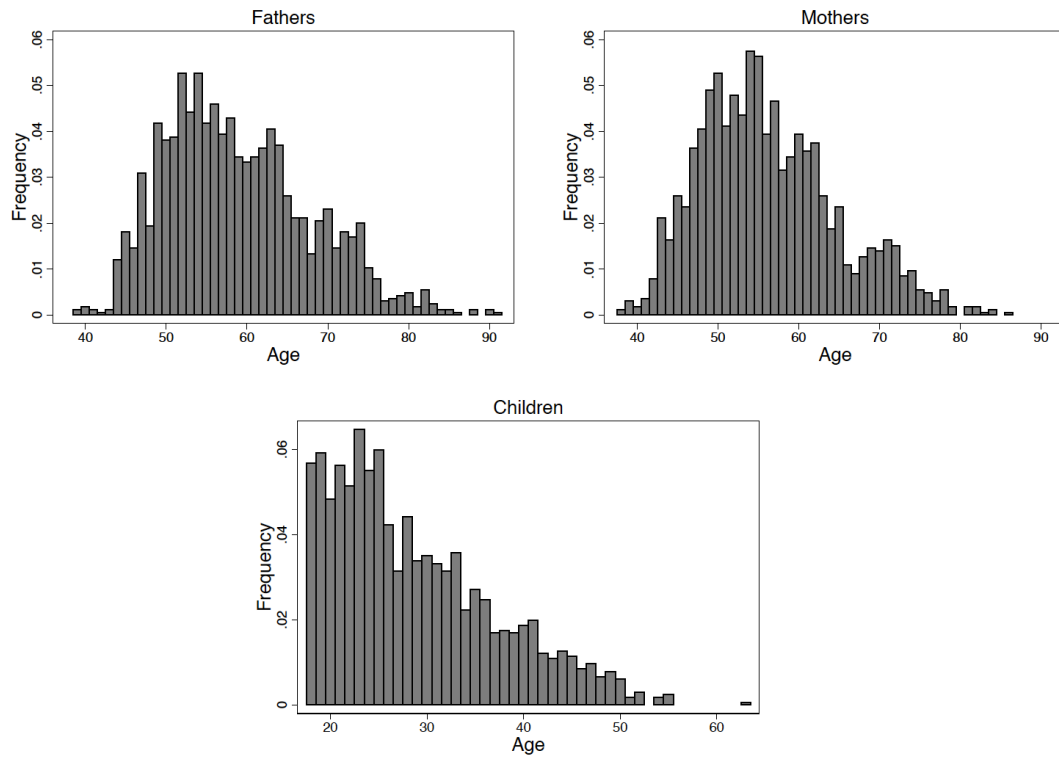 Fathers
Frequency
0 .01 .02 .03 .04 .05 .06
40 50 60 70 80 90
Age
Mothers
Frequency
0 .01 .02 .03 .04 .05 .06
40 50 60 70 80 90
Age
Children
Frequency
0 .02 .04 .06
20 30 40 50 60
Age